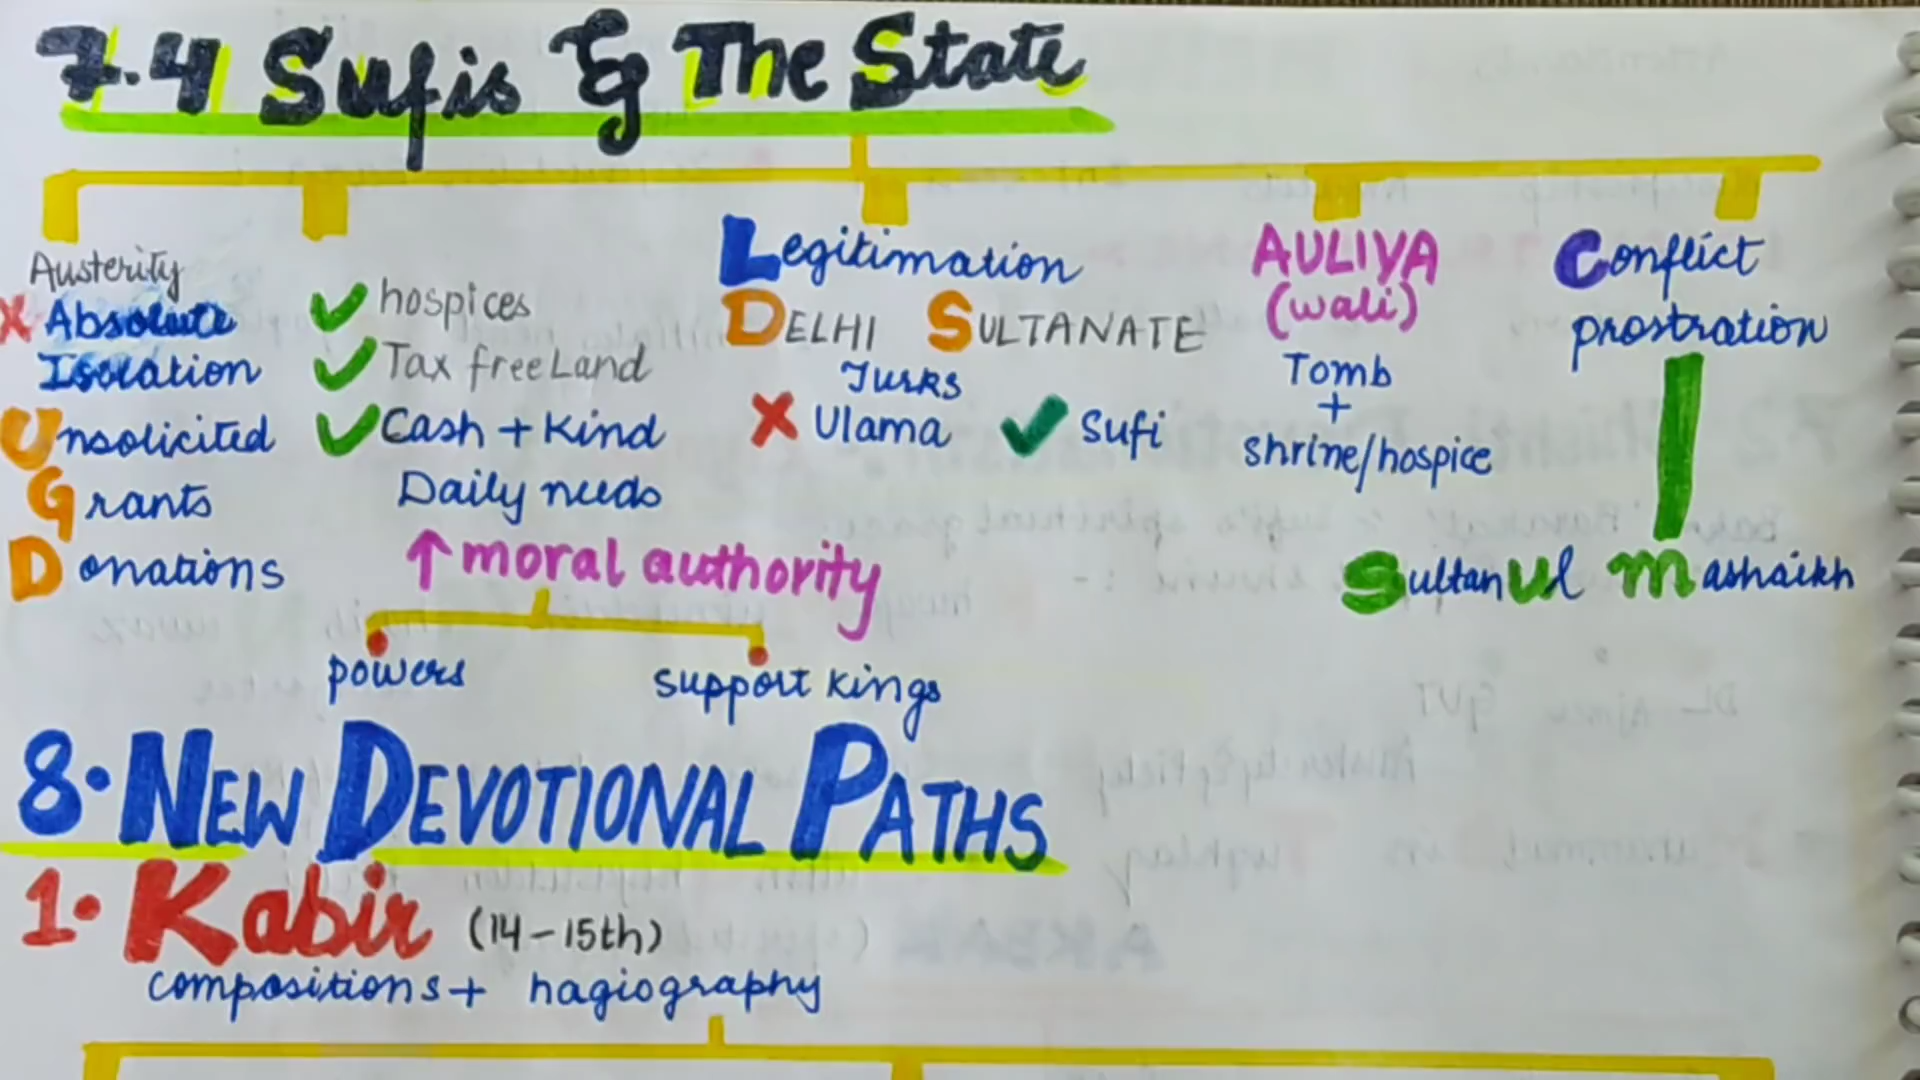 7.4 Sufis & The State
Austerity
X Absolute
Isolation
Unsolicited
Grants
Donations
✓ hospices
✓ Tax free Land
✓ Cash + Kind
Daily needs
↑ moral authority
powers
support kings
Legitimation
DELHI SULTANATE
Turks
X Ulama ✓ Sufi
AULIYA
(wali)
Tomb
+
shrine/hospice
Conflict
prostration
Sultan ul mashaikh
8. NEW DEVOTIONAL PATHS
1. Kabir (14-15th)
compositions + hagiography